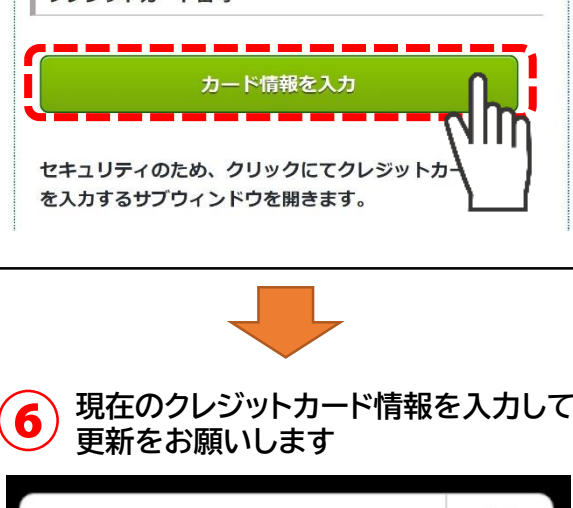 カード情報を入力
セキュリティのため、クリックにてクレジットカー
を入力するサブウィンドウを開きます。
6
現在のクレジットカード情報を入力して
更新をお願いします